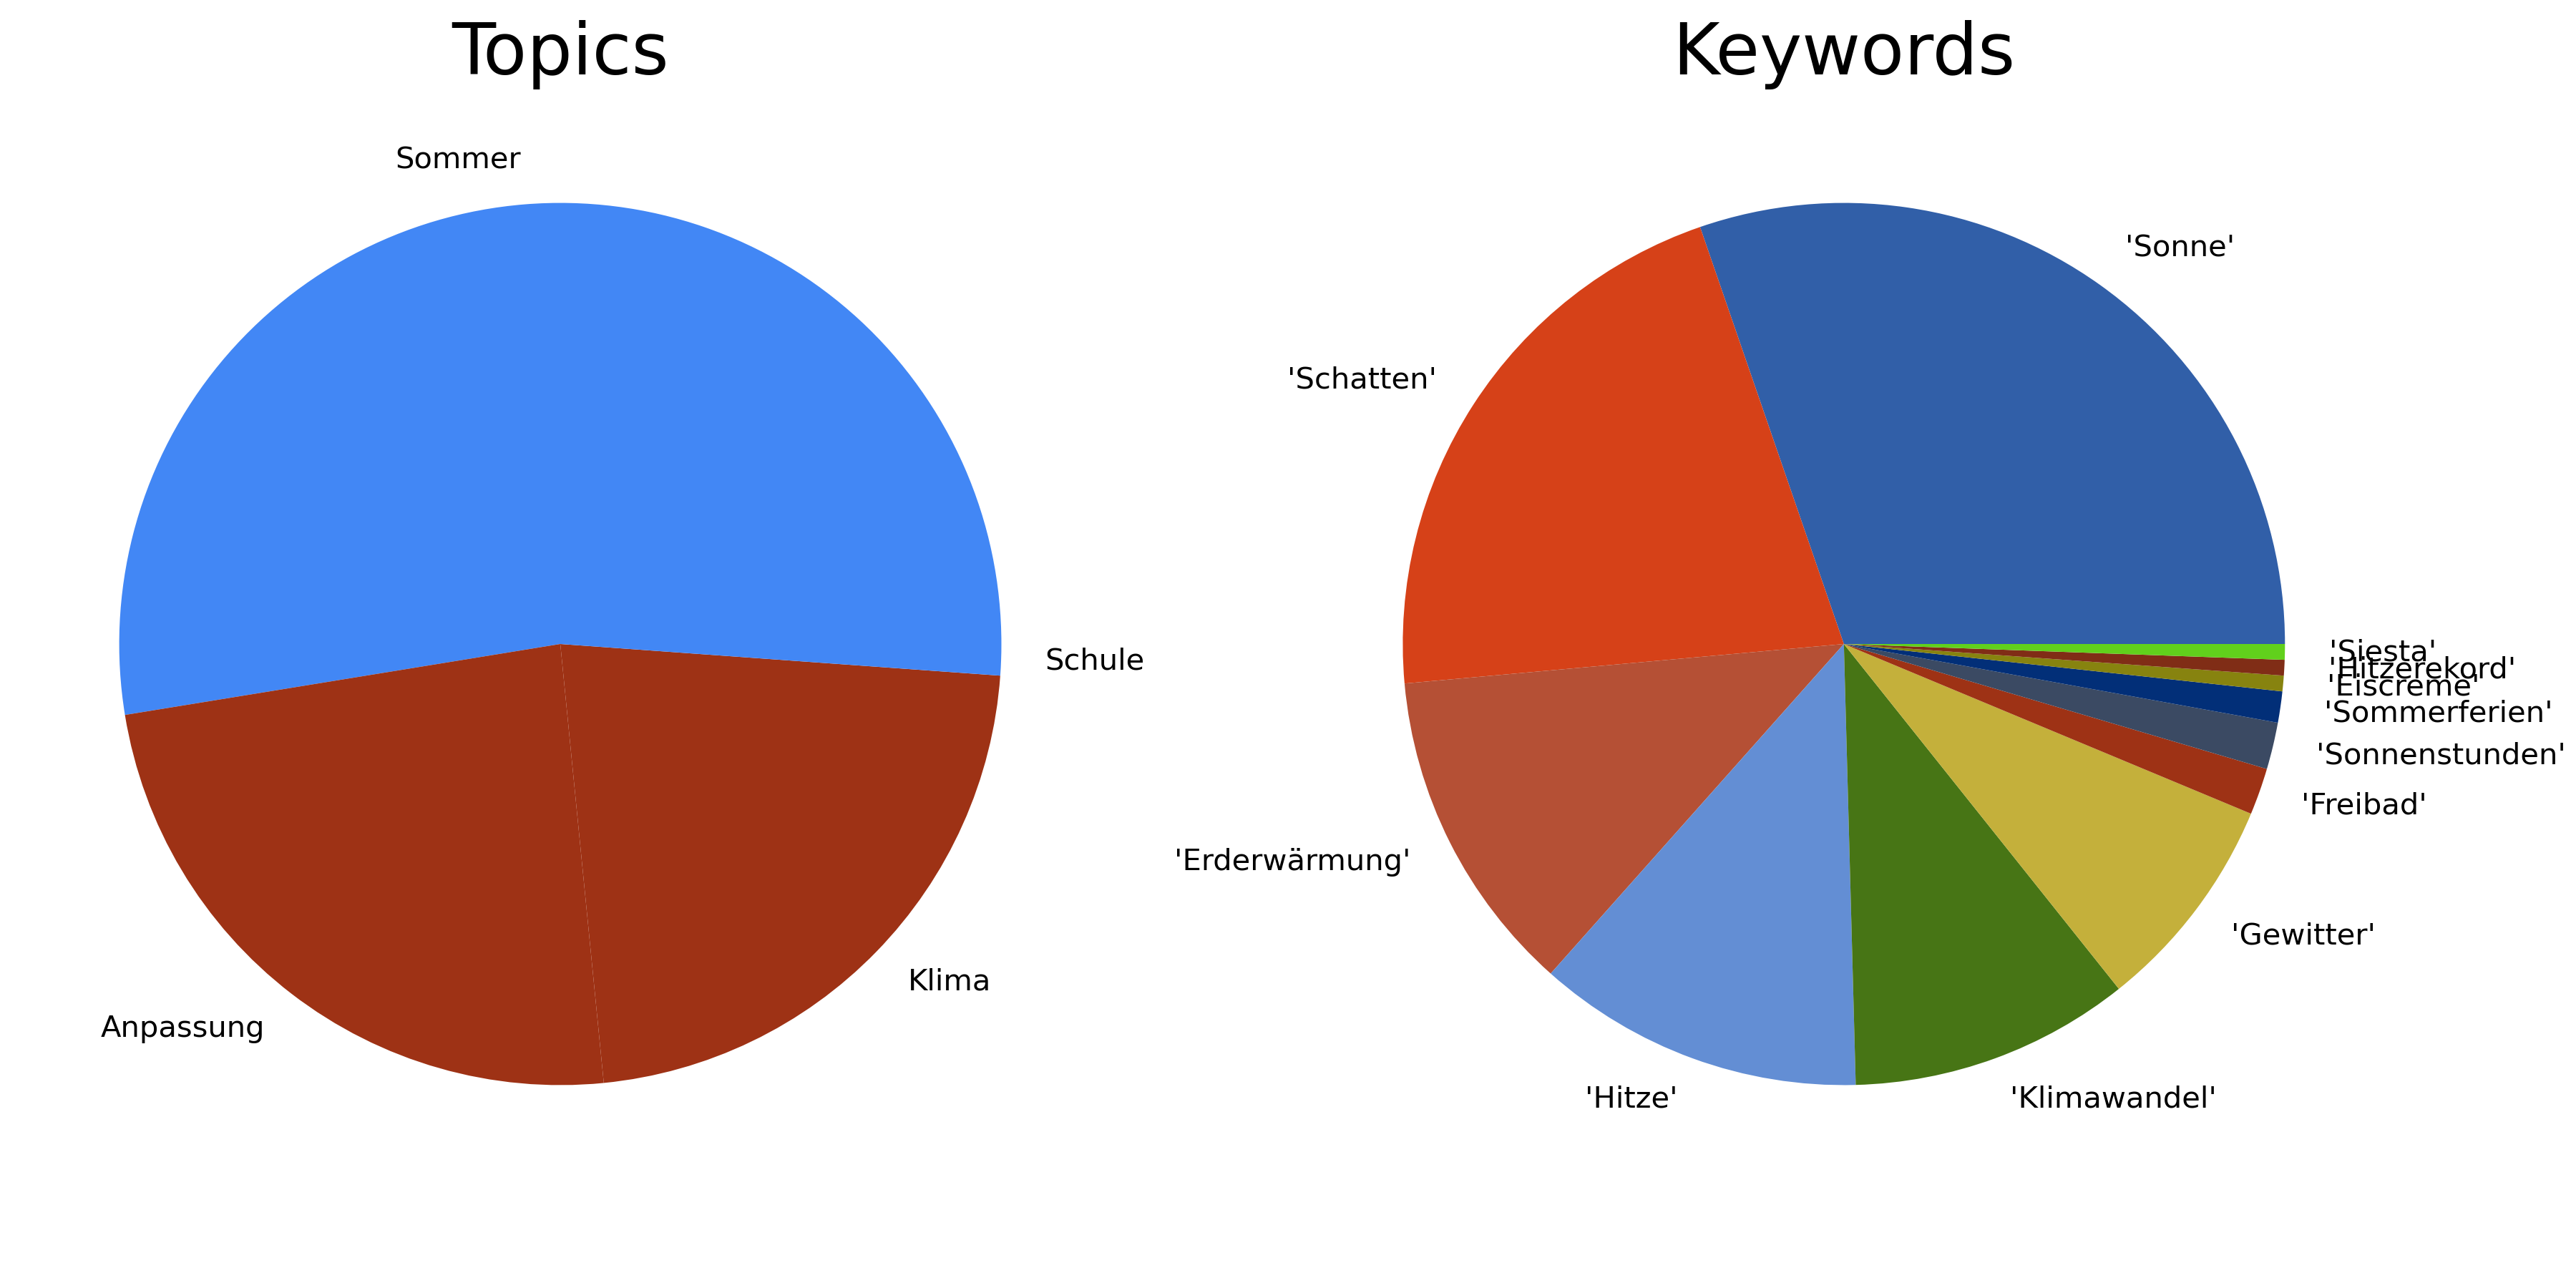 Topics
Sommer
Schule
Klima
Anpassung
Keywords
'Sonne'
'Schatten'
'Erderwärmung'
'Hitze'
'Klimawandel'
'Gewitter'
'Freibad'
'Sonnenstunden'
'Sommerferien'
'Eiscreme'
'Hitzerekord'
'Siesta'